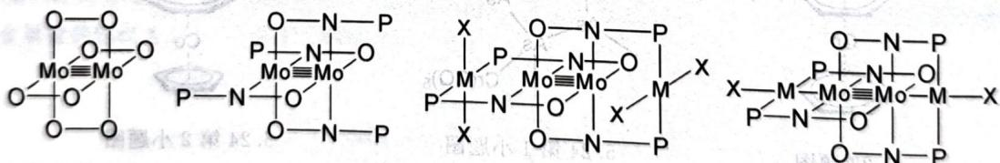 O—O
O—O
Mo≣Mo
O—O
O—O
O—N—P
P—N—O
Mo≣Mo
P—N—O
N—P
X
O—N—P
P—N—O
X
M Mo≣Mo M
P—N—O
X
X
O—N—P
O—N—P
P—N—O
X—M—Mo≣Mo—M—X
P—N—O
O—N—P